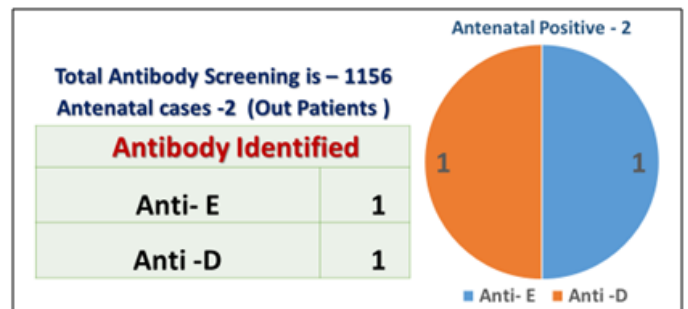 Total Antibody Screening is – 1156
Antenatal cases -2 (Out Patients )
Antibody Identified
Anti- E 1
Anti -D 1
Antenatal Positive - 2
1 1
Anti- E Anti -D